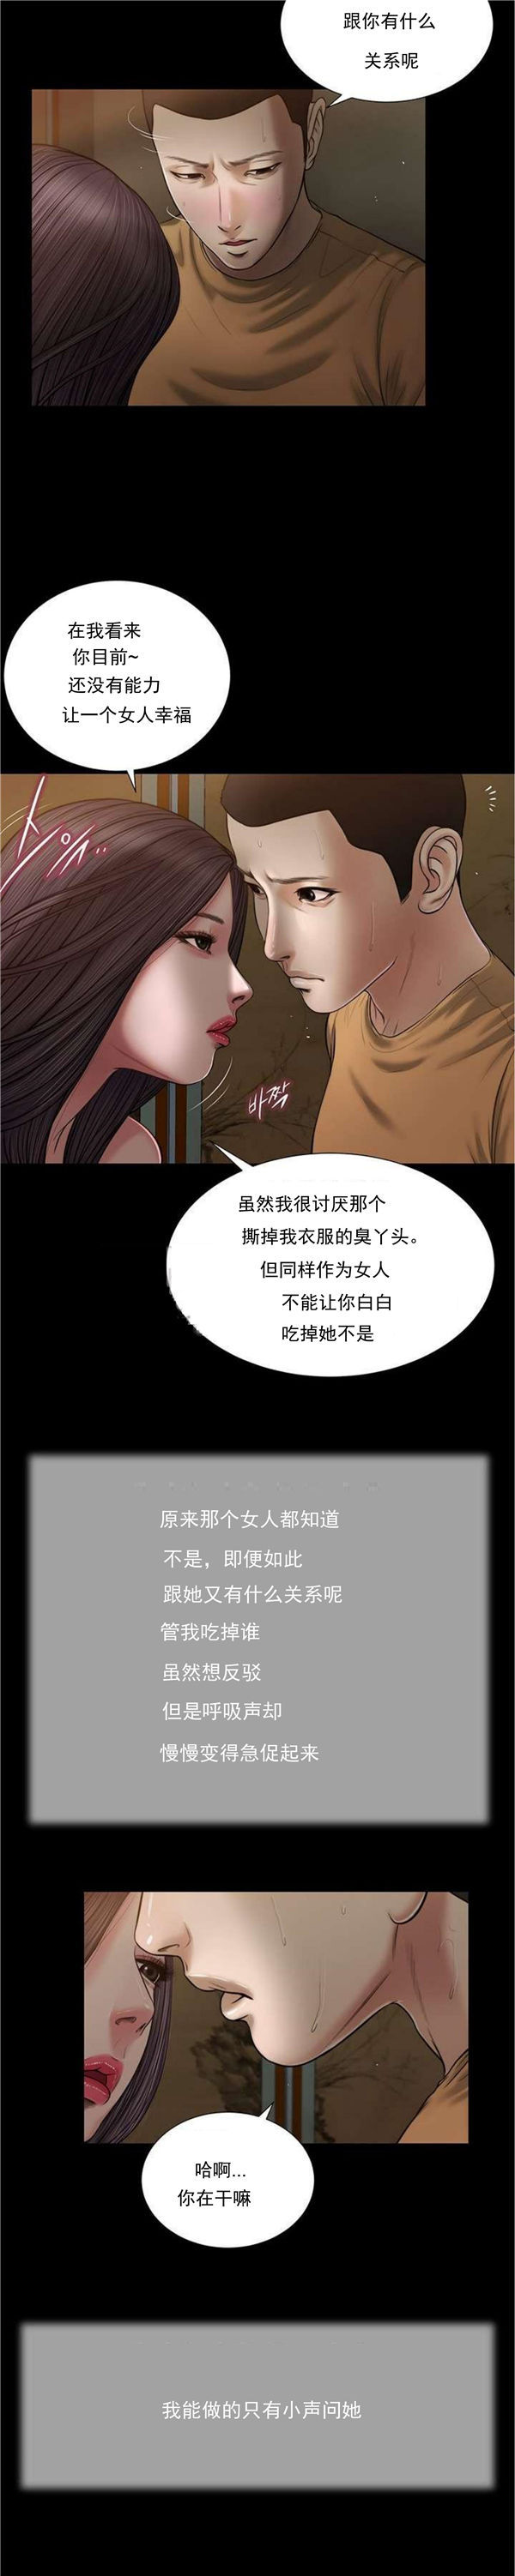 跟你有什么
关系呢
在我看来
你目前~
还没有能力
让一个女人幸福
바짝
虽然我很讨厌那个
撕掉我衣服的臭丫头。
但同样作为女人
不能让你白白
吃掉她不是
原来那个女人都知道
不是，即便如此
跟她又有什么关系呢
管我吃掉谁
虽然想反驳
但是呼吸声却
慢慢变得急促起来
哈啊...
你在干嘛
我能做的只有小声问她